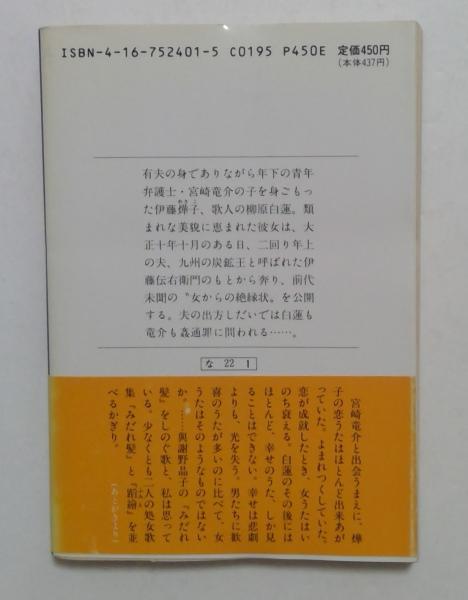 ISBN-4-16-752401-5 C0195 P450E 定価450円
(本体437円)
有夫の身でありながら年下の青年
弁護士・宮崎竜介の子を身ごもっ
た伊藤燁子、歌人の柳原白蓮。類
まれな美貌に恵まれた彼女は、大
正十年十月のある日、二回り年上
の夫、九州の炭鉱王と呼ばれた伊
藤伝右衛門のもとから奔り、前代
未聞の〝女からの絶縁状〟を公開
する。夫の出方しだいでは白蓮も
竜介も姦通罪に問われる……。
な 22 1
宮崎竜介と出会うまえに、燁
子の恋うたはほとんど出来あが
っていた。よまれつくしていた。
恋が成就したとき、女うたはい
のち衰える。白蓮のその後には
ほとんど、幸せのうた、しか見
ることはできない。幸せは悲劇
よりも、光を失う。男たちに歓
喜のうたが多いのに比べて、女
うたはそのようなものではない
か。……與謝野晶子の『みだれ
髪』をしのぐ歌と、私は思って
いる。少なくとも二人の処女歌
集『みだれ髪』と『踏繪』を並
べるかぎり。
(あとがきより)